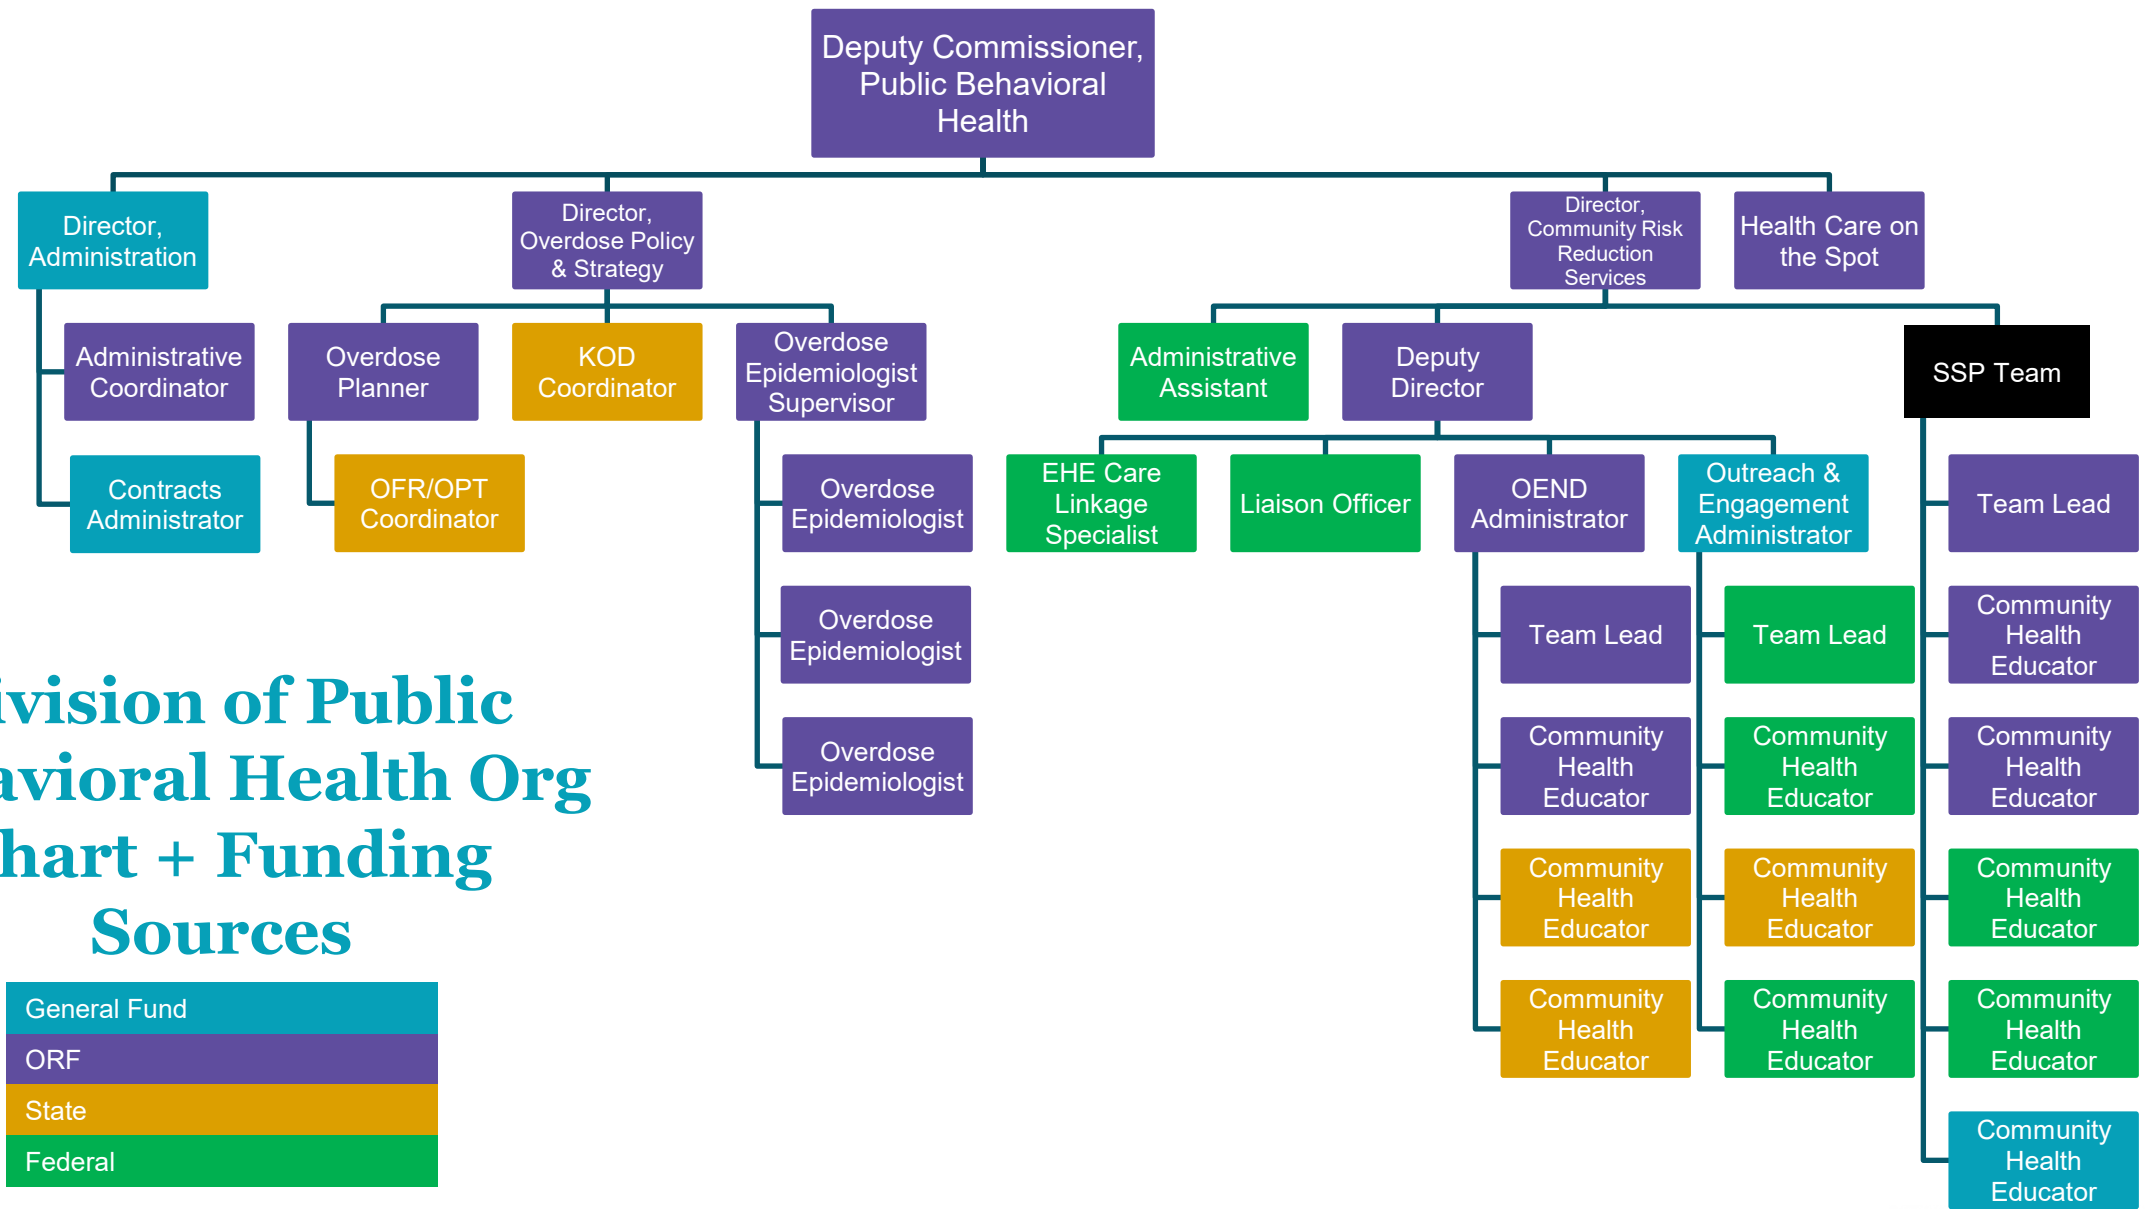 Deputy Commissioner,
Public Behavioral
Health
Director,
Administration
Director,
Overdose Policy
& Strategy
Director,
Community Risk
Reduction
Services
Health Care on
the Spot
Administrative
Coordinator
Overdose
Planner
KOD
Coordinator
Overdose
Epidemiologist
Supervisor
Administrative
Assistant
Deputy
Director
SSP Team
Contracts
Administrator
OFR/OPT
Coordinator
Overdose
Epidemiologist
EHE Care
Linkage
Specialist
Liaison Officer
OEND
Administrator
Outreach &
Engagement
Administrator
Team Lead
Overdose
Epidemiologist
Team Lead
Team Lead
Community
Health
Educator
Overdose
Epidemiologist
Community
Health
Educator
Community
Health
Educator
Community
Health
Educator
Community
Health
Educator
Community
Health
Educator
Community
Health
Educator
Community
Health
Educator
Community
Health
Educator
Community
Health
Educator
Community
Health
Educator
ivision of Public
avioral Health Org
hart + Funding
Sources
General Fund
ORF
State
Federal